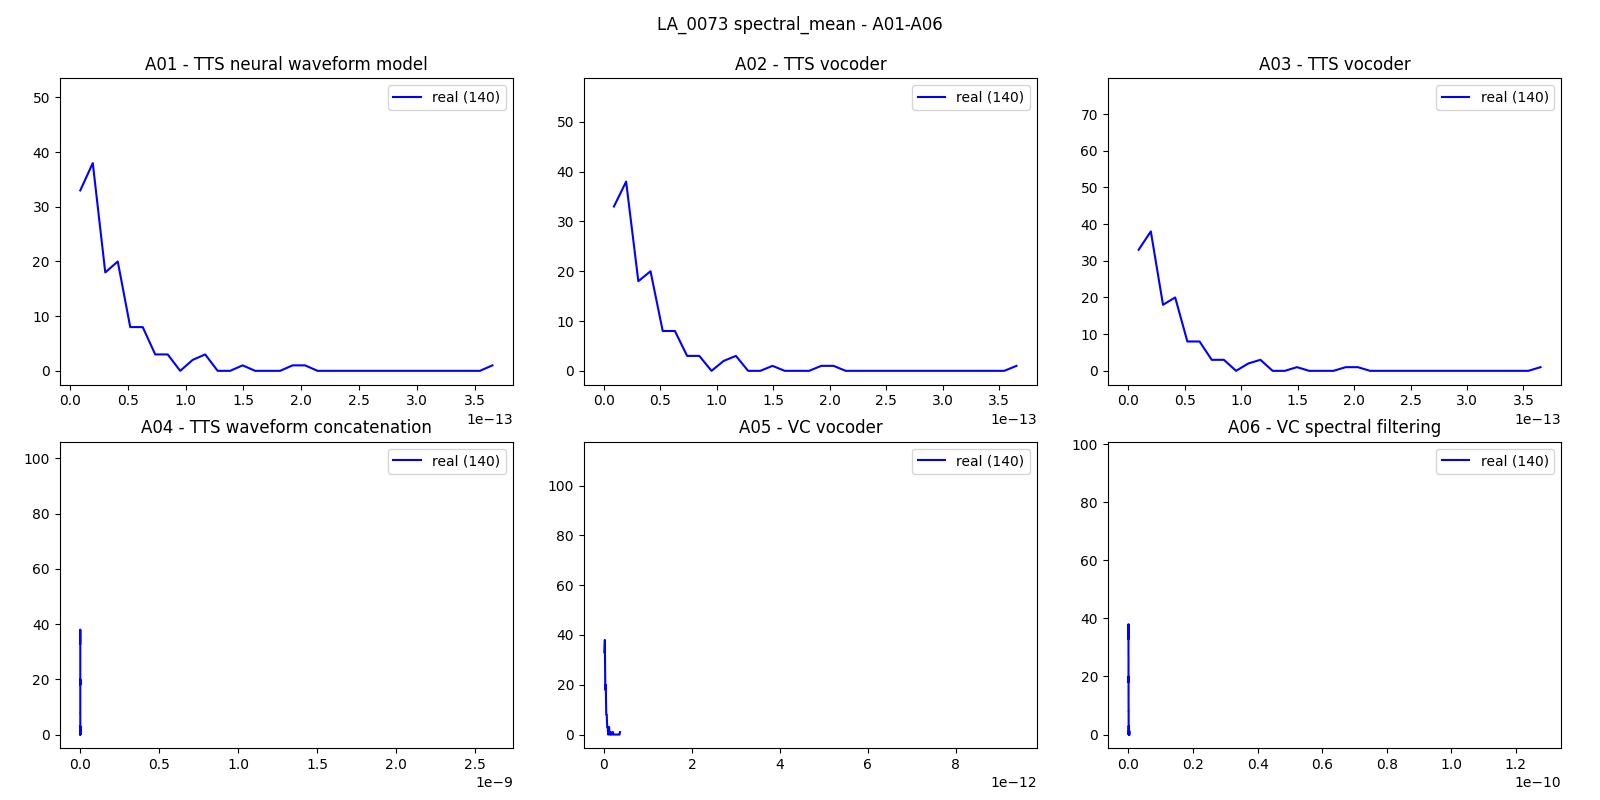 LA_0073 spectral_mean - A01-A06
A01 - TTS neural waveform model
real (140)
50
40
30
20
10
0
0.0 0.5 1.0 1.5 2.0 2.5 3.0 3.5
1e−13
A02 - TTS vocoder
real (140)
50
40
30
20
10
0
0.0 0.5 1.0 1.5 2.0 2.5 3.0 3.5
1e−13
A03 - TTS vocoder
real (140)
70
60
50
40
30
20
10
0
0.0 0.5 1.0 1.5 2.0 2.5 3.0 3.5
1e−13
A04 - TTS waveform concatenation
real (140)
100
80
60
40
20
0
0.0 0.5 1.0 1.5 2.0 2.5
1e−9
A05 - VC vocoder
real (140)
100
80
60
40
20
0
0 2 4 6 8
1e−12
A06 - VC spectral filtering
real (140)
100
80
60
40
20
0
0.0 0.2 0.4 0.6 0.8 1.0 1.2
1e−10